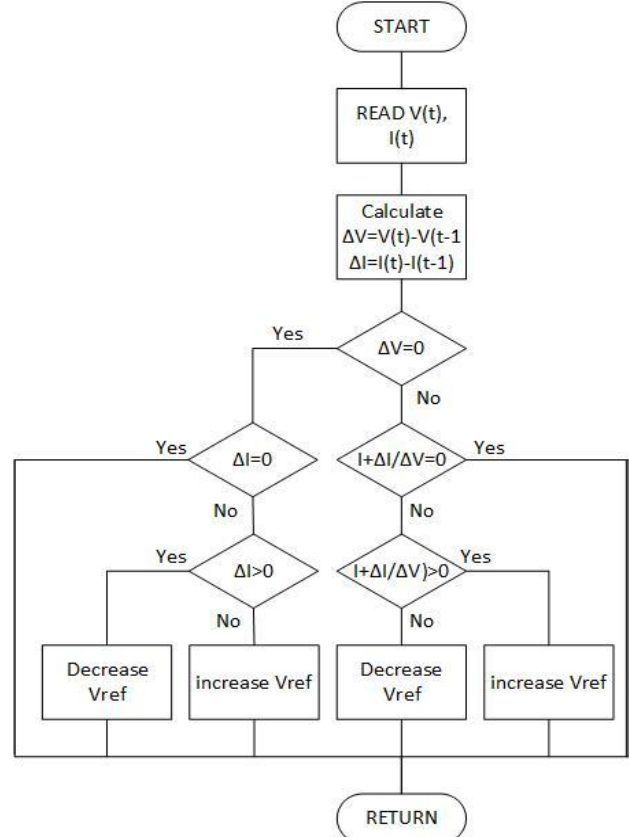 START
READ V(t),
I(t)
Calculate
ΔV=V(t)-V(t-1
ΔI=I(t)-I(t-1)
Yes
ΔV=0
No
Yes
ΔI=0
I+ΔI/ΔV=0
Yes
No
No
Yes
ΔI>0
I+ΔI/ΔV)>0
Yes
No
No
Decrease
Vref
increase Vref
Decrease
Vref
increase Vref
RETURN